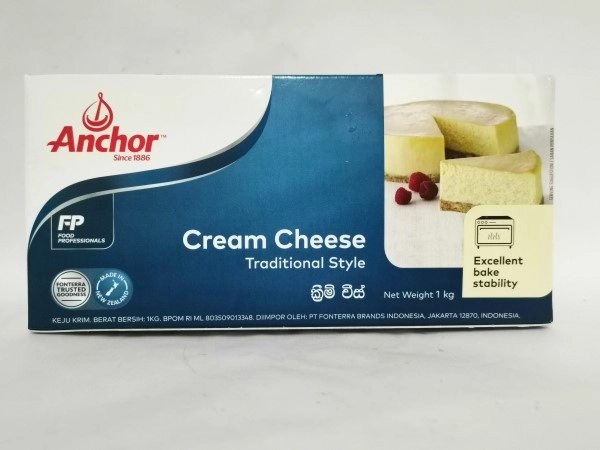 Anchor™
Since 1886
FP
FOOD
PROFESSIONALS
Cream Cheese
Traditional Style
ක්‍රීම් චීස්
Net Weight 1 kg
Excellent
bake
stability
FONTERRA
TRUSTED
GOODNESS
MADE IN
NEW ZEALAND
KEJU KRIM. BERAT BERSIH: 1KG. BPOM RI ML 803509013348. DIIMPOR OLEH: PT FONTERRA BRANDS INDONESIA, JAKARTA 12870, INDONESIA.